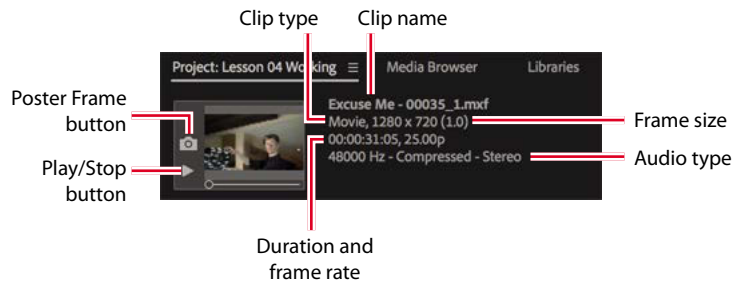 Clip type
Clip name
Project: Lesson 04 Working
Media Browser
Libraries
Poster Frame
button
Excuse Me - 00035_1.mxf
Movie, 1280 x 720 (1.0)
Frame size
00:00:31:05, 25.00p
48000 Hz - Compressed - Stereo
Audio type
Play/Stop
button
Duration and
frame rate